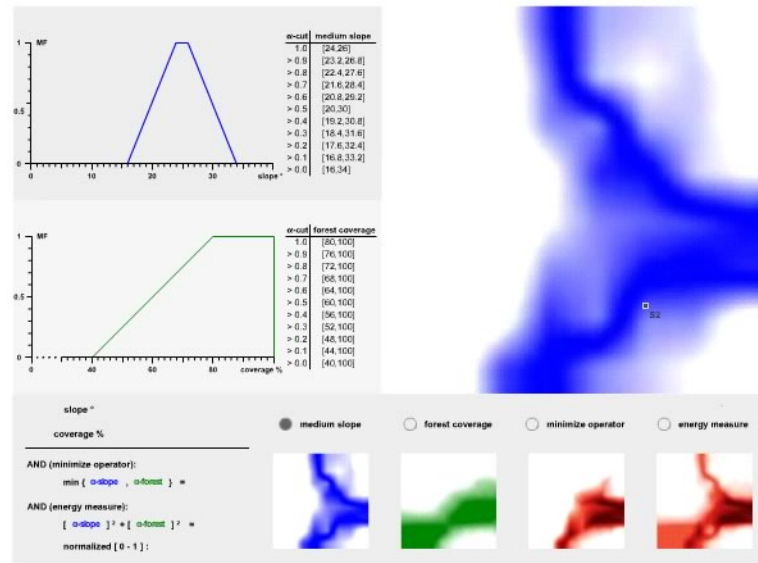 1 MF
0.5
0
0 10 20 30 slope °
α-cut medium slope
1.0 [24,26]
> 0.9 [23.2,26.8]
> 0.8 [22.4,27.6]
> 0.7 [21.6,28.4]
> 0.6 [20.8,29.2]
> 0.5 [20,30]
> 0.4 [19.2,30.8]
> 0.3 [18.4,31.6]
> 0.2 [17.6,32.4]
> 0.1 [16.8,33.2]
> 0.0 [16,34]
1 MF
0.5
0
0 40 60 80 coverage %
α-cut forest coverage
1.0 [80,100]
> 0.9 [76,100]
> 0.8 [72,100]
> 0.7 [68,100]
> 0.6 [64,100]
> 0.5 [60,100]
> 0.4 [56,100]
> 0.3 [52,100]
> 0.2 [48,100]
> 0.1 [44,100]
> 0.0 [40,100]
S2
slope °
coverage %
AND (minimize operator):
min { α-slope , α-forest } =
AND (energy measure):
[ α-slope ]² + [ α-forest ]² =
normalized [ 0 - 1 ] :
medium slope
forest coverage
minimize operator
energy measure